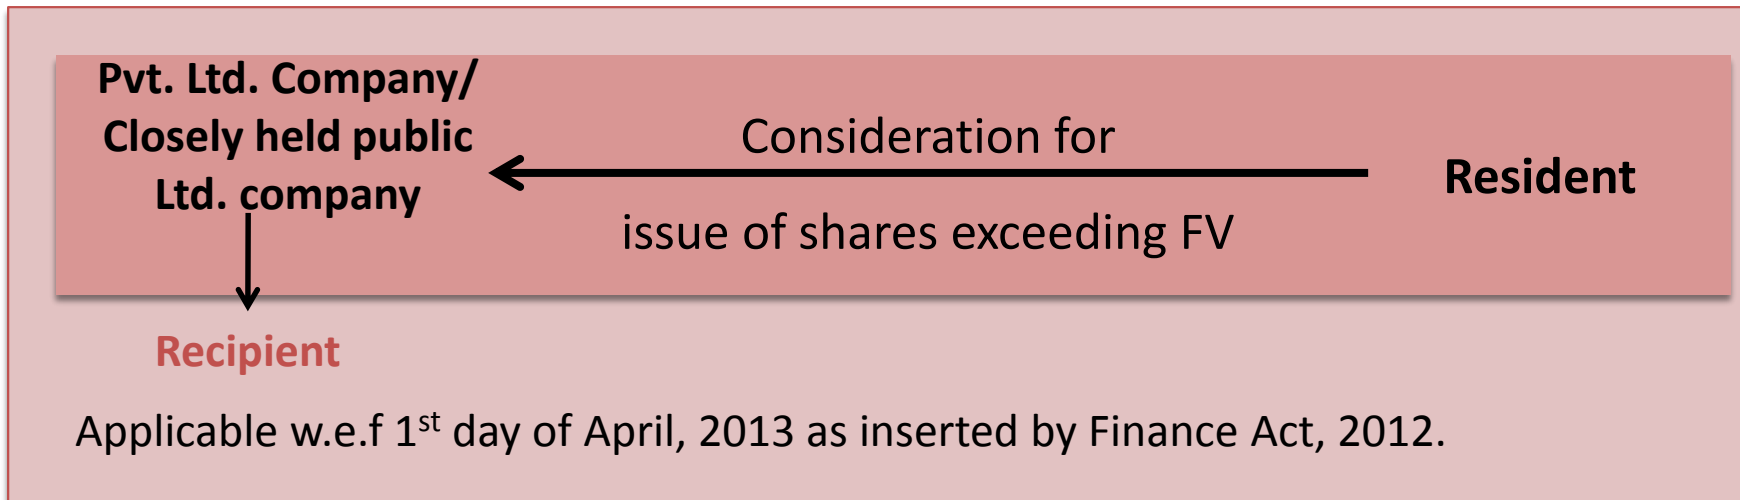 Pvt. Ltd. Company/
Closely held public
Ltd. company
Consideration for
issue of shares exceeding FV
Resident
Recipient
Applicable w.e.f 1st day of April, 2013 as inserted by Finance Act, 2012.